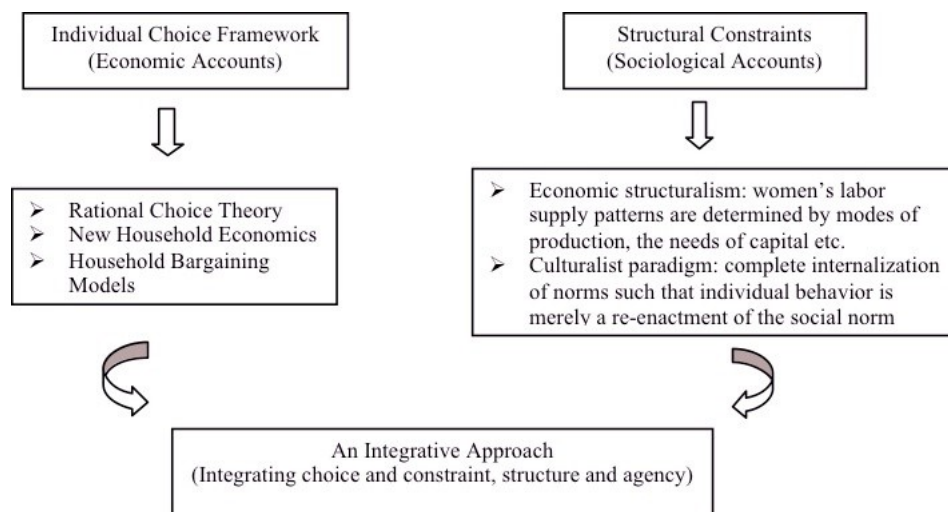 Individual Choice Framework
(Economic Accounts)
Structural Constraints
(Sociological Accounts)
➢ Rational Choice Theory
➢ New Household Economics
➢ Household Bargaining
Models
➢ Economic structuralism: women's labor
supply patterns are determined by modes of
production, the needs of capital etc.
➢ Culturalist paradigm: complete internalization
of norms such that individual behavior is
merely a re-enactment of the social norm
An Integrative Approach
(Integrating choice and constraint, structure and agency)